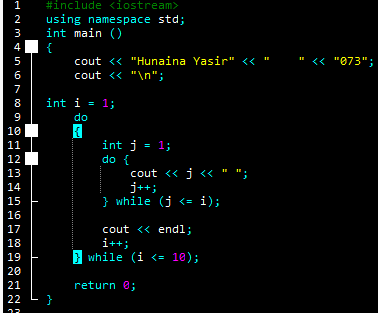 1 #include <iostream>
2 using namespace std;
3 int main ()
4 {
5 cout << "Hunaina Yasir" << "    " << "073";
6 cout << "\n";
7
8 int i = 1;
9 do
10 {
11 int j = 1;
12 do {
13 cout << j << " ";
14 j++;
15 } while (j <= i);
16
17 cout << endl;
18 i++;
19 } while (i <= 10);
20
21 return 0;
22 }
23